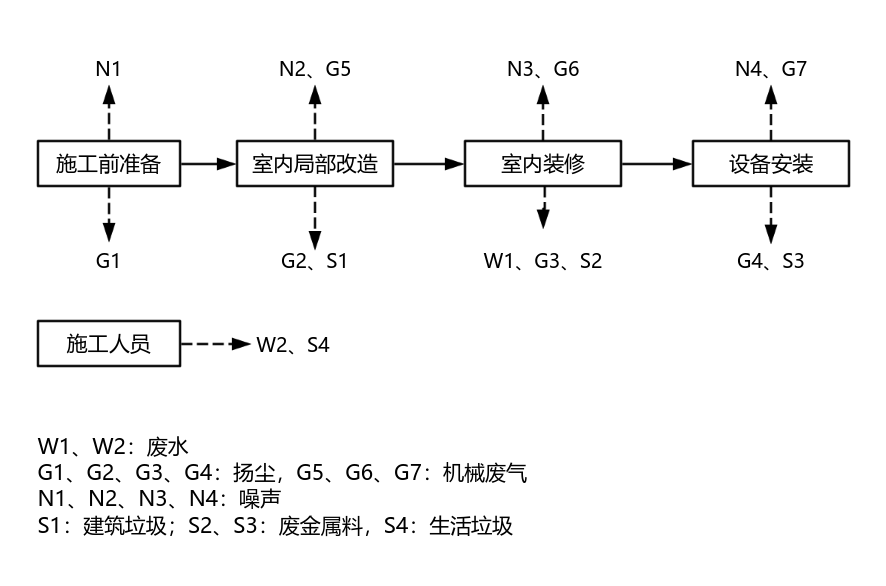 N1
N2、G5
N3、G6
N4、G7
施工前准备
室内局部改造
室内装修
设备安装
G1
G2、S1
W1、G3、S2
G4、S3
施工人员
W2、S4
W1、W2：废水
G1、G2、G3、G4：扬尘，G5、G6、G7：机械废气
N1、N2、N3、N4：噪声
S1：建筑垃圾；S2、S3：废金属料，S4：生活垃圾